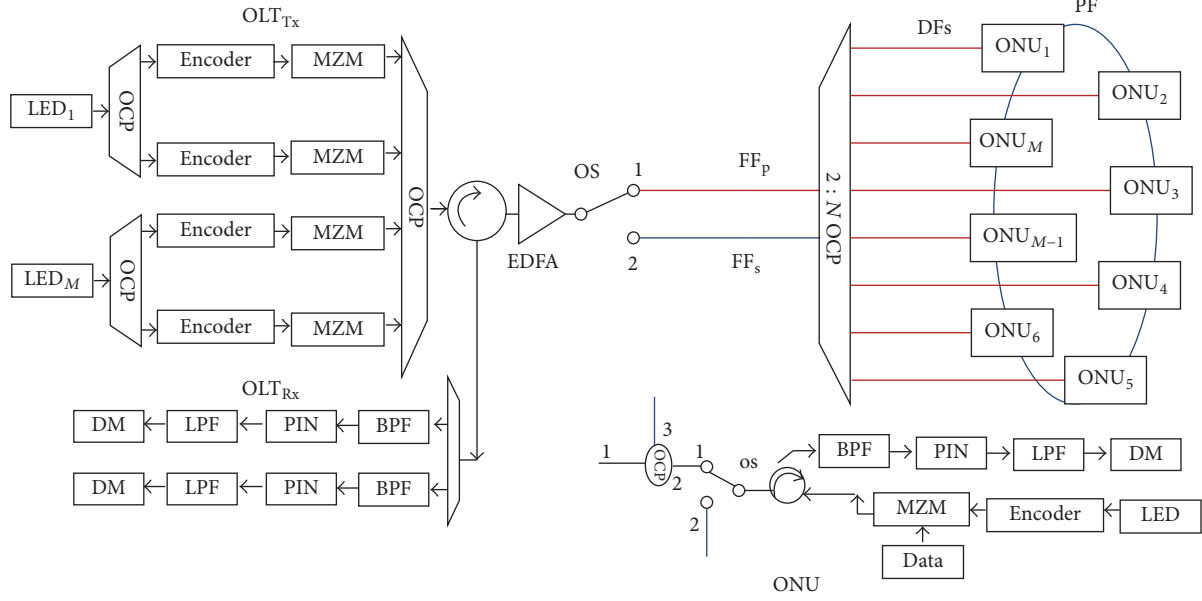 OLT_Tx
LED_1
OCP
Encoder
MZM
Encoder
MZM
LED_M
OCP
Encoder
MZM
Encoder
MZM
OCP
EDFA
OS
1
2
FF_p
FF_s
2 : N OCP
DFs
PF
ONU_1
ONU_2
ONU_M
ONU_3
ONU_{M–1}
ONU_4
ONU_6
ONU_5
OLT_Rx
DM
LPF
PIN
BPF
DM
LPF
PIN
BPF
1
3
OCP
2
1
2
os
BPF
PIN
LPF
DM
MZM
Encoder
LED
Data
ONU